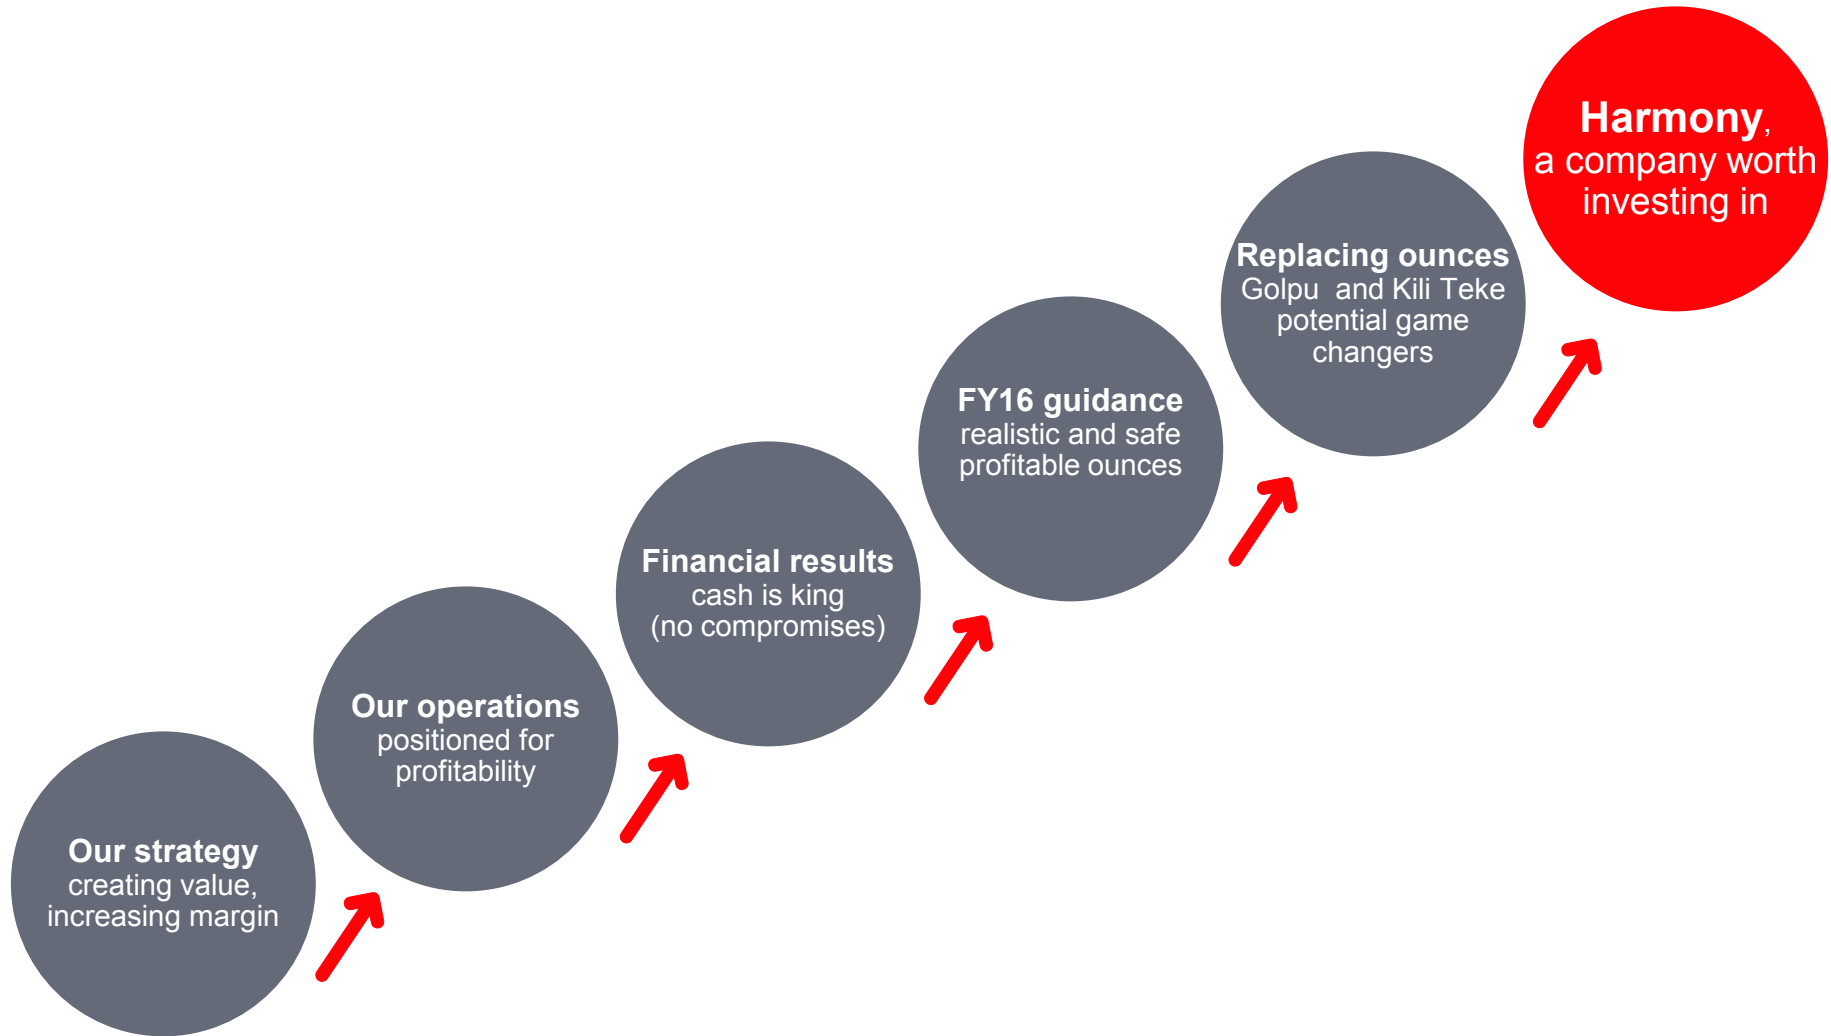 Our strategy
creating value,
increasing margin
Our operations
positioned for
profitability
Financial results
cash is king
(no compromises)
FY16 guidance
realistic and safe
profitable ounces
Replacing ounces
Golpu  and Kili Teke
potential game
changers
Harmony,
a company worth
investing in